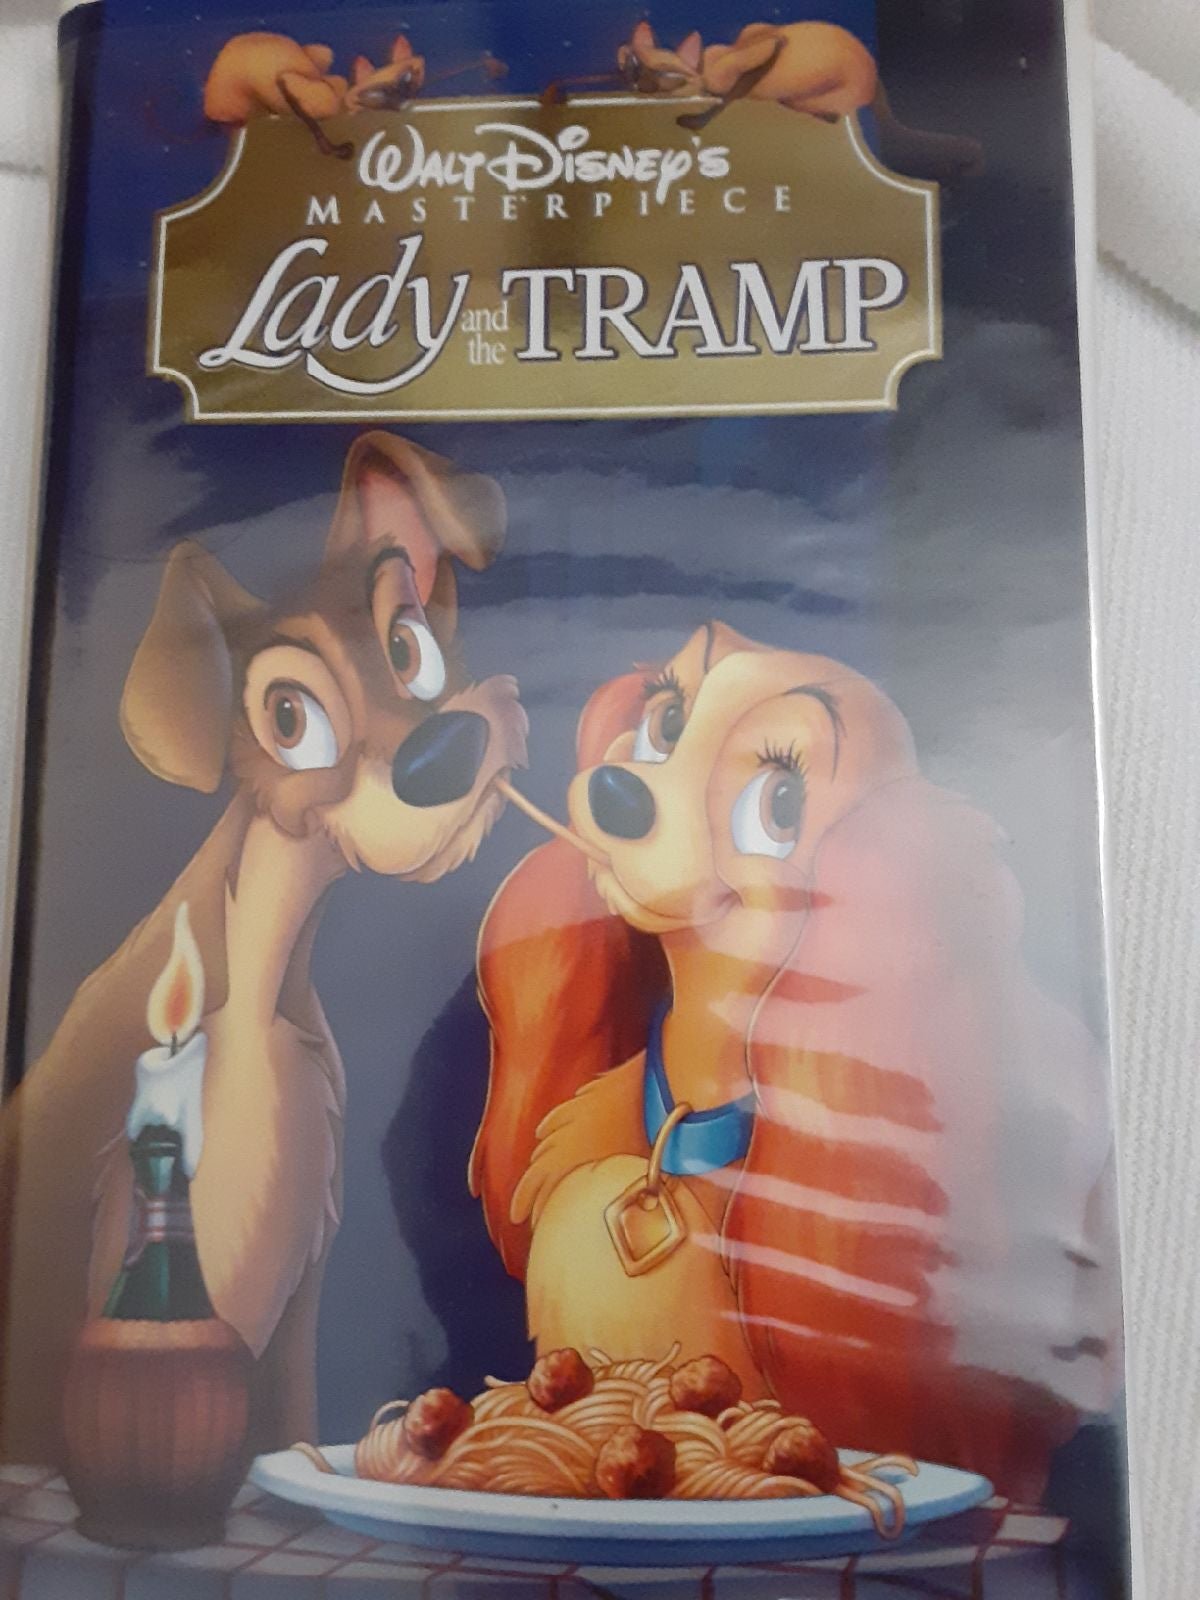 WALT DISNEY'S
MASTERPIECE
Lady and the TRAMP